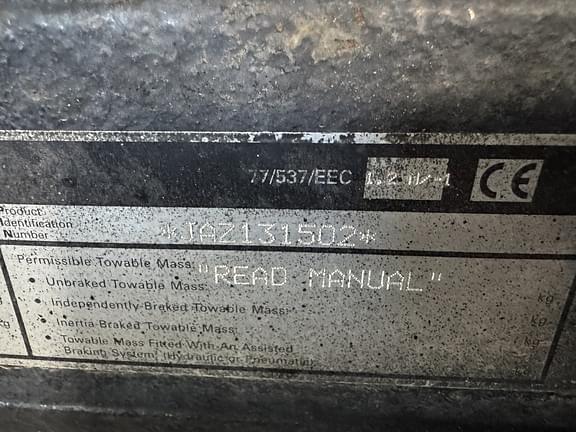 77/537/EEC CE
Product
Identification
Number
*JAZ131502*
Permissible Towable Mass: "READ MANUAL"
• Unbraked Towable Mass: kg
• Independently Braked Towable Mass: kg
• Inertia Braked Towable Mass: kg
• Towable Mass Fitted With An Assisted kg
Braking System (Hydraulic or Pneumatic)